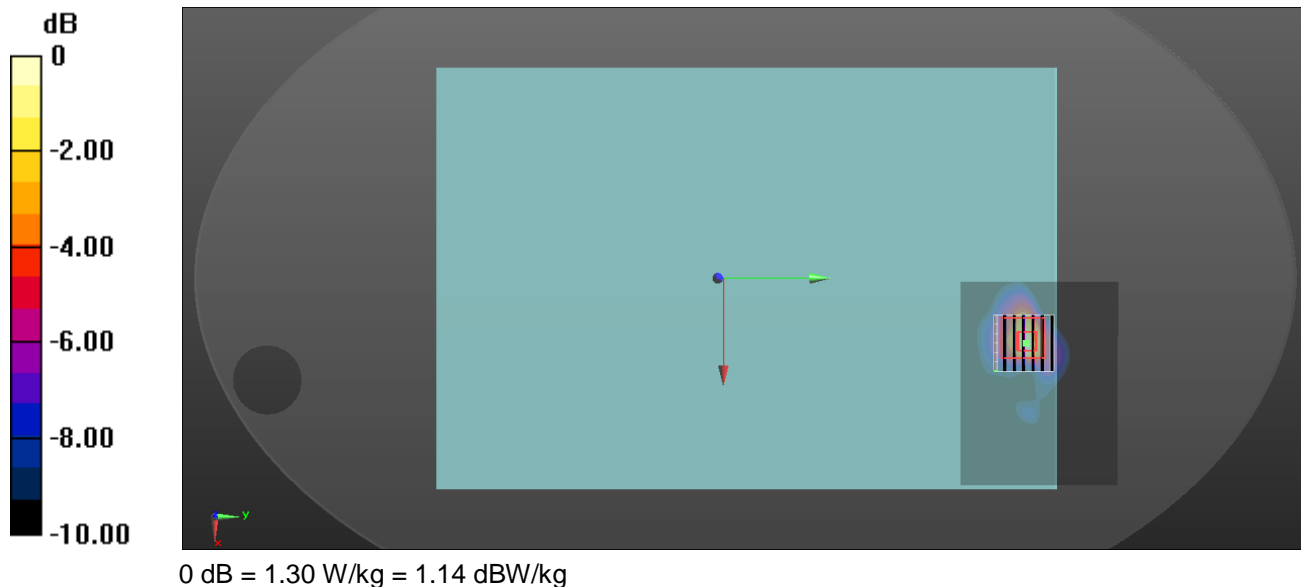 dB
0
-2.00
-4.00
-6.00
-8.00
-10.00
y
x
0 dB = 1.30 W/kg = 1.14 dBW/kg